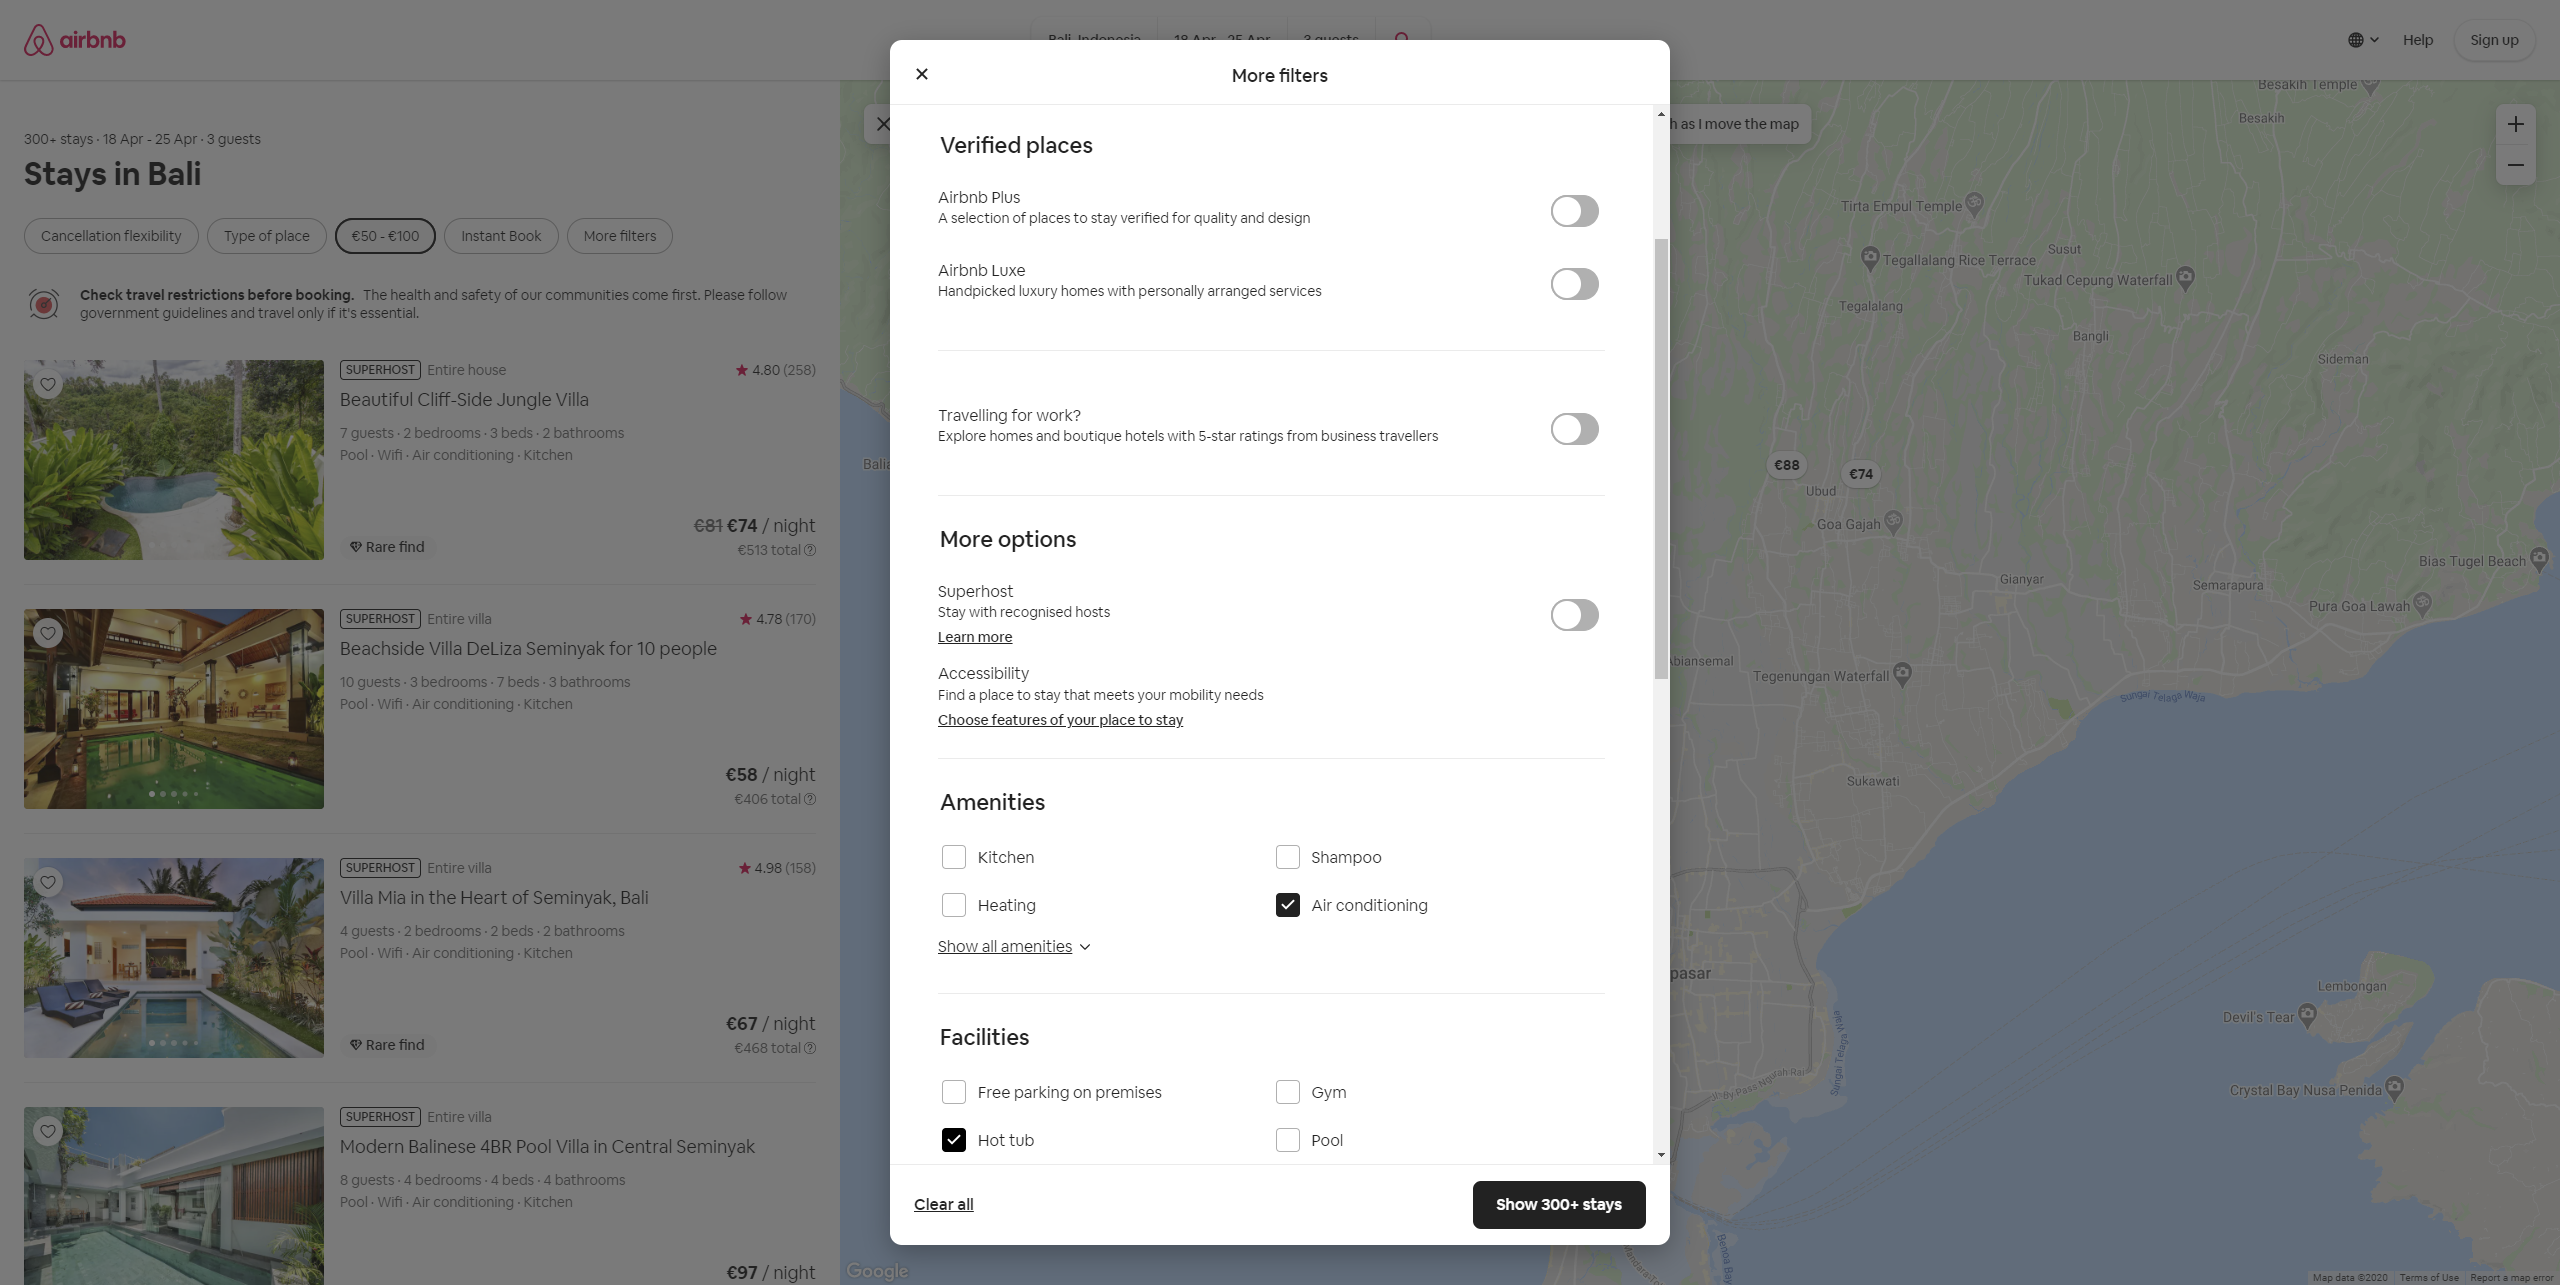 airbnb
Bali, Indonesia
18 Apr - 25 Apr
3 guests
Help
Sign up
300+ stays · 18 Apr - 25 Apr · 3 guests
Stays in Bali
Cancellation flexibility
Type of place
€50 - €100
Instant Book
More filters
Check travel restrictions before booking. The health and safety of our communities come first. Please follow
government guidelines and travel only if it's essential.
SUPERHOST Entire house
4.80 (258)
Beautiful Cliff-Side Jungle Villa
7 guests · 2 bedrooms · 3 beds · 2 bathrooms
Pool · Wifi · Air conditioning · Kitchen
€81 €74 / night
Rare find
€513 total
SUPERHOST Entire villa
4.78 (170)
Beachside Villa DeLiza Seminyak for 10 people
10 guests · 3 bedrooms · 7 beds · 3 bathrooms
Pool · Wifi · Air conditioning · Kitchen
€58 / night
€406 total
SUPERHOST Entire villa
4.98 (158)
Villa Mia in the Heart of Seminyak, Bali
4 guests · 2 bedrooms · 2 beds · 2 bathrooms
Pool · Wifi · Air conditioning · Kitchen
€67 / night
Rare find
€468 total
SUPERHOST Entire villa
Modern Balinese 4BR Pool Villa in Central Seminyak
8 guests · 4 bedrooms · 4 beds · 4 bathrooms
Pool · Wifi · Air conditioning · Kitchen
€97 / night
More filters
Verified places
Airbnb Plus
A selection of places to stay verified for quality and design
Airbnb Luxe
Handpicked luxury homes with personally arranged services
Travelling for work?
Explore homes and boutique hotels with 5-star ratings from business travellers
More options
Superhost
Stay with recognised hosts
Learn more
Accessibility
Find a place to stay that meets your mobility needs
Choose features of your place to stay
Amenities
Kitchen
Shampoo
Heating
Air conditioning
Show all amenities
Facilities
Free parking on premises
Gym
Hot tub
Pool
Clear all
Show 300+ stays
h as I move the map
Besakih Temple
Besakih
Tirta Empul Temple
Susut
Tegallalang Rice Terrace
Tukad Cepung Waterfall
Tegalalang
Bangli
Sideman
Balia
€88
€74
Ubud
Goa Gajah
Bias Tugel Beach
Gianyar
Semarapura
Pura Goa Lawah
Abiansemal
Tegenungan Waterfall
Sungai Telaga Waja
Sukawati
pasar
Lembongan
Devil's Tear
Sungai Telaga Waja
Jl. By Pass Ngurah Rai
Crystal Bay Nusa Penida
Google
Map data ©2020
Terms of Use
Report a map error